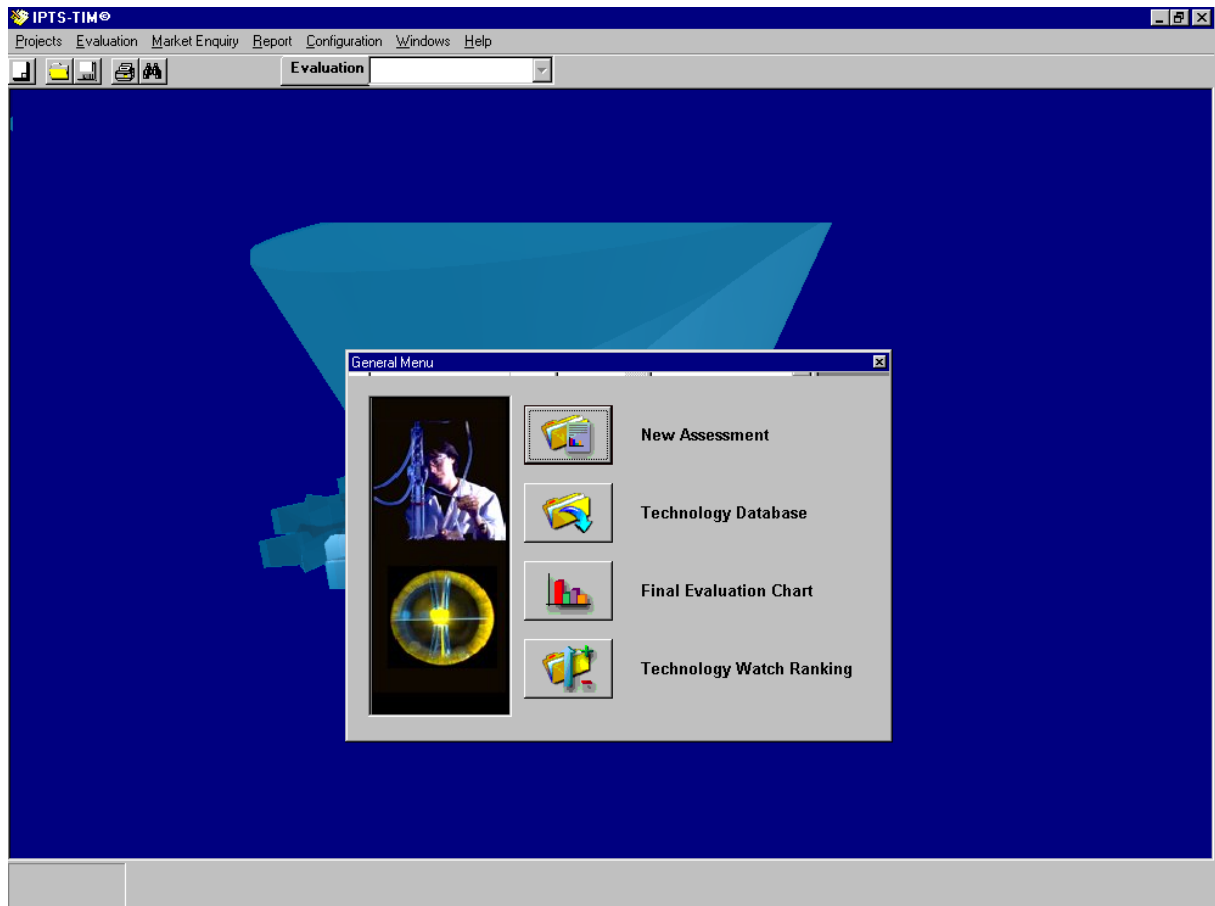 IPTS-TIM©
Projects Evaluation Market Enquiry Report Configuration Windows Help
Evaluation
General Menu
New Assessment
Technology Database
Final Evaluation Chart
Technology Watch Ranking